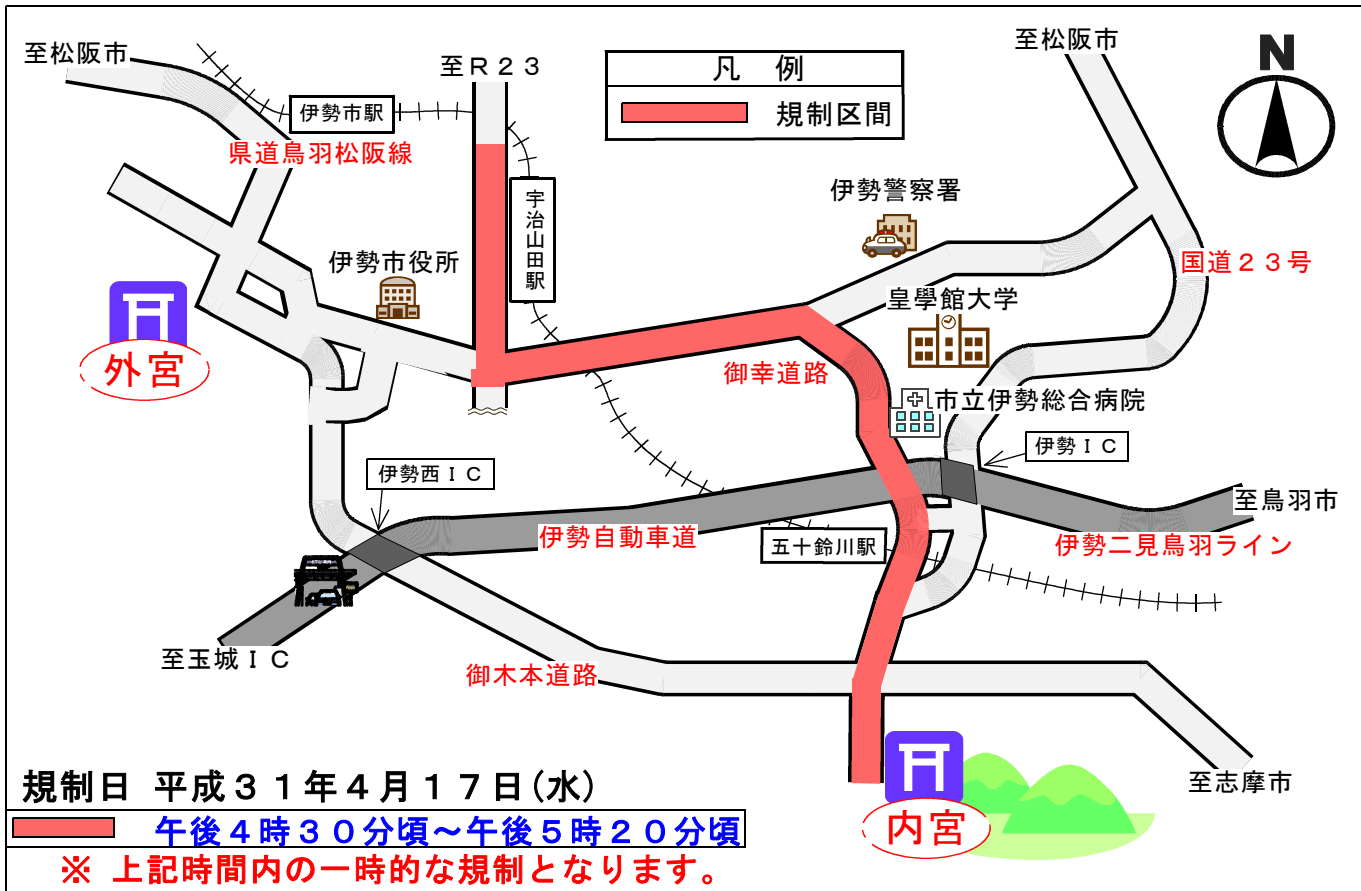 至松阪市
至Ｒ２３
至松阪市
N
凡　例
規制区間
伊勢市駅
県道鳥羽松阪線
宇治山田駅
伊勢警察署
伊勢市役所
国道２３号
皇學館大学
外宮
御幸道路
市立伊勢総合病院
伊勢ＩＣ
伊勢西ＩＣ
至鳥羽市
伊勢自動車道
五十鈴川駅
伊勢二見鳥羽ライン
至玉城ＩＣ
御木本道路
至志摩市
内宮
規制日 平成３１年４月１７日(水)
午後４時３０分頃～午後５時２０分頃
※ 上記時間内の一時的な規制となります。